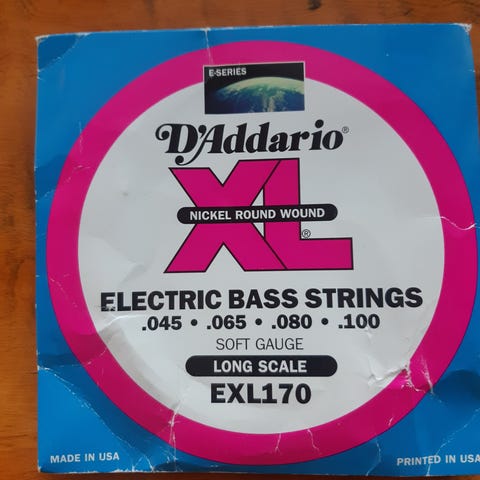 E-SERIES
D'Addario®
XL®
NICKEL ROUND WOUND
ELECTRIC BASS STRINGS
.045 • .065 • .080 • .100
SOFT GAUGE
LONG SCALE
EXL170
MADE IN USA
PRINTED IN USA